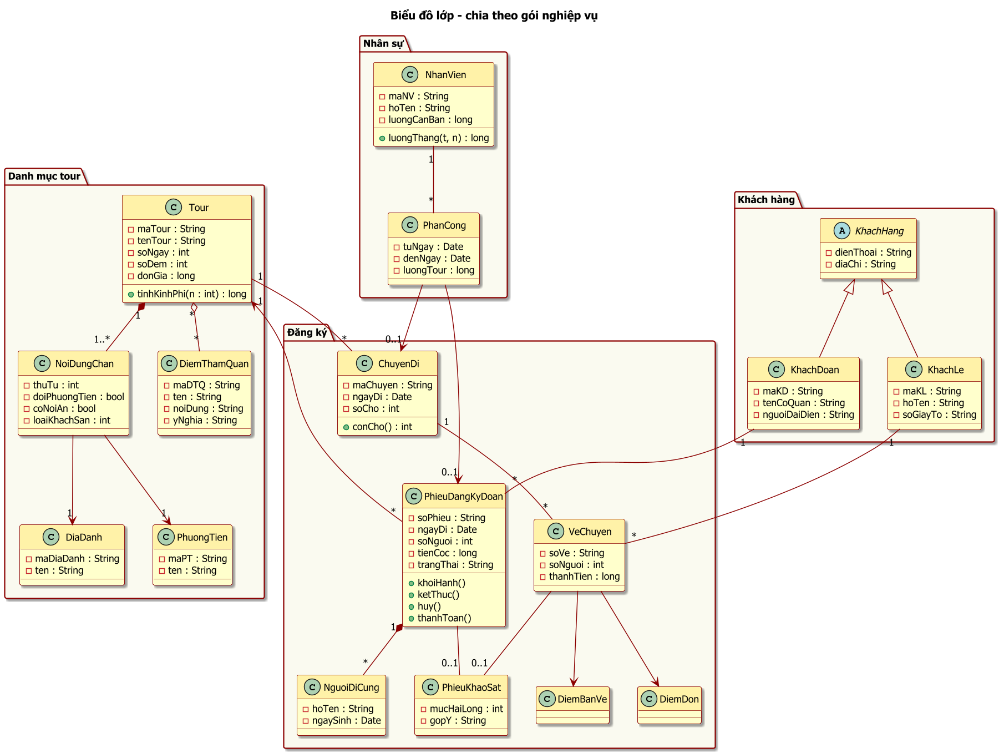 Biểu đồ lớp - chia theo gói nghiệp vụ
Nhân sự
C NhanVien
maNV : String
hoTen : String
luongCanBan : long
luongThang(t, n) : long
1
*
C PhanCong
tuNgay : Date
denNgay : Date
luongTour : long
Danh mục tour
C Tour
maTour : String
tenTour : String
soNgay : int
soDem : int
donGia : long
tinhKinhPhi(n : int) : long
1
1
1
*
1..*
*
C NoiDungChan
thuTu : int
doiPhuongTien : bool
coNoiAn : bool
loaiKhachSan : int
C DiemThamQuan
maDTQ : String
ten : String
noiDung : String
yNghia : String
1
1
C DiaDanh
maDiaDanh : String
ten : String
C PhuongTien
maPT : String
ten : String
Khách hàng
A KhachHang
dienThoai : String
diaChi : String
C KhachDoan
maKD : String
tenCoQuan : String
nguoiDaiDien : String
C KhachLe
maKL : String
hoTen : String
soGiayTo : String
1
1
Đăng ký
*
0..1
C ChuyenDi
maChuyen : String
ngayDi : Date
soCho : int
conCho() : int
1
0..1
*
*
*
*
C PhieuDangKyDoan
soPhieu : String
ngayDi : Date
soNguoi : int
tienCoc : long
trangThai : String
khoiHanh()
ketThuc()
huy()
thanhToan()
C VeChuyen
soVe : String
soNguoi : int
thanhTien : long
1
*
0..1
0..1
C NguoiDiCung
hoTen : String
ngaySinh : Date
C PhieuKhaoSat
mucHaiLong : int
gopY : String
C DiemBanVe
C DiemDon